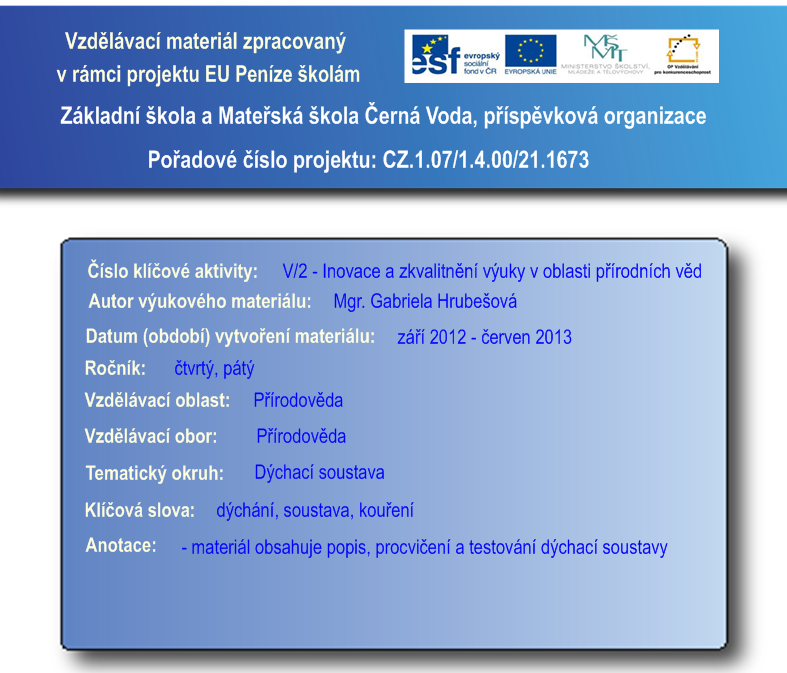 Vzdělávací materiál zpracovaný
v rámci projektu EU Peníze školám
esf evropský sociální fond v ČR
EVROPSKÁ UNIE
MINISTERSTVO ŠKOLSTVÍ,
MLÁDEŽE A TĚLOVÝCHOVY
OP Vzdělávání
pro konkurenceschopnost
Základní škola a Mateřská škola Černá Voda, příspěvková organizace
Pořadové číslo projektu: CZ.1.07/1.4.00/21.1673
Číslo klíčové aktivity: V/2 - Inovace a zkvalitnění výuky v oblasti přírodních věd
Autor výukového materiálu: Mgr. Gabriela Hrubešová
Datum (období) vytvoření materiálu: září 2012 - červen 2013
Ročník: čtvrtý, pátý
Vzdělávací oblast: Přírodověda
Vzdělávací obor: Přírodověda
Tematický okruh: Dýchací soustava
Klíčová slova: dýchání, soustava, kouření
Anotace: - materiál obsahuje popis, procvičení a testování dýchací soustavy